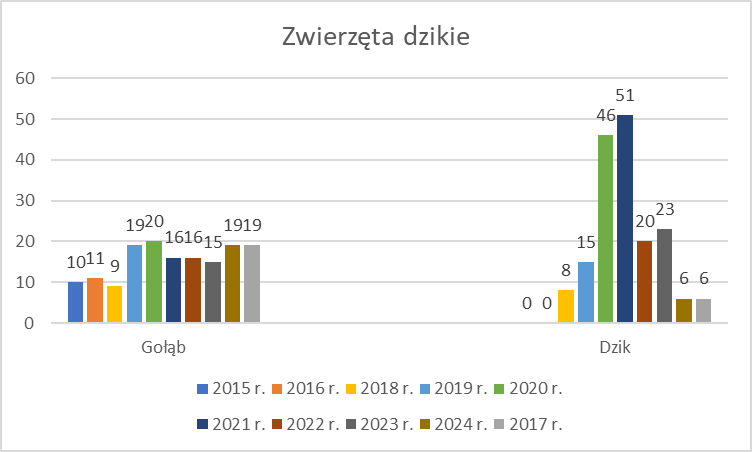 Zwierzęta dzikie
60
50
40
30
20
10
0
10 11 9 19 20 16 16 15 19 19
0 0 8 15 46 51 20 23 6 6
Gołąb Dzik
2015 r. 2016 r. 2018 r. 2019 r. 2020 r.
2021 r. 2022 r. 2023 r. 2024 r. 2017 r.